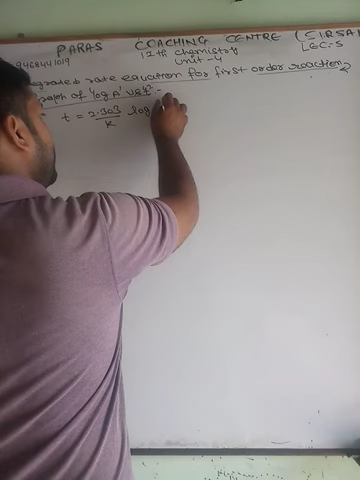 PARAS COACHING CENTRE (SIRSA
9468441019 12th chemistry LEC-5
unit-4
grated rate equation for first order reaction
graph of 'log A' vs 't' :-
t = 2.303/K log